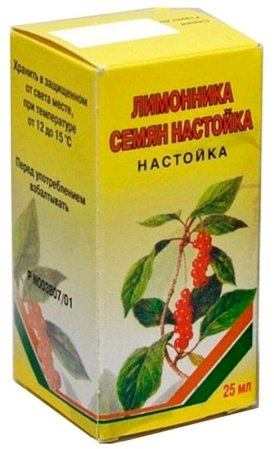 Хранить в защищенном
от света месте,
при температуре
от 12 до 15 °C
Перед употреблением
взбалтывать
Р N003807/01
ЛИМОННИКА
СЕМЯН НАСТОЙКА
НАСТОЙКА
25 мл